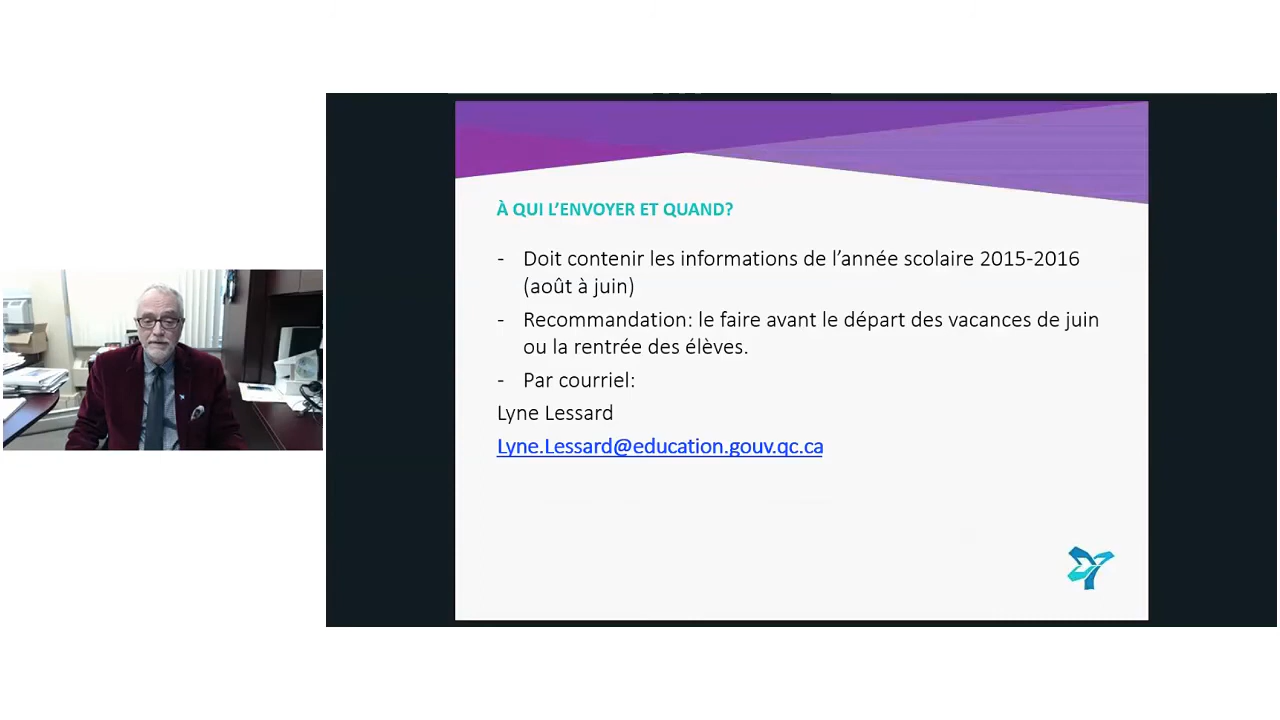 À QUI L'ENVOYER ET QUAND?
- Doit contenir les informations de l'année scolaire 2015-2016
(août à juin)
- Recommandation: le faire avant le départ des vacances de juin
ou la rentrée des élèves.
- Par courriel:
Lyne Lessard
Lyne.Lessard@education.gouv.qc.ca